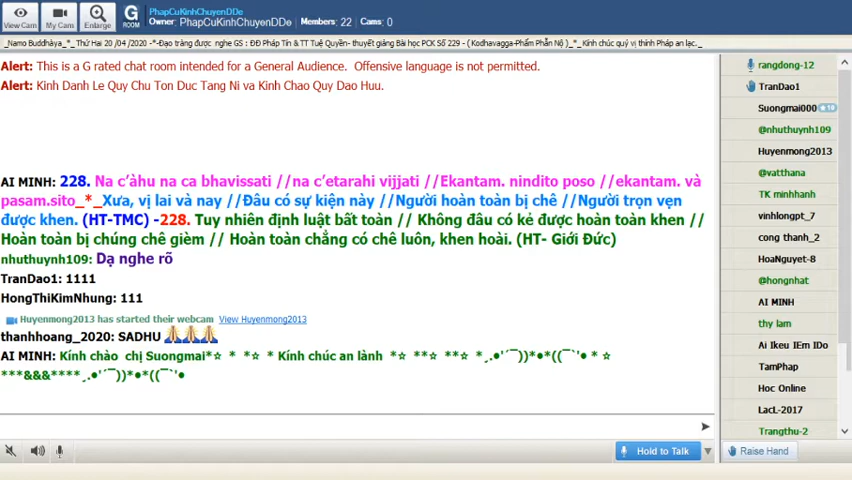 View Cam
My Cam
Enlarge
G
ROOM
PhapCuKinhChuyenDDe
Owner: PhapCuKinhChuyenDDe Members: 22 Cams: 0
_Namo Buddhàya_*_ Thứ Hai 20 /04 /2020 -*-Đạo tràng được nghe GS : ĐĐ Pháp Tín & TT Tuệ Quyền- thuyết giảng Bài học PCK Số 229 - ( Kodhavagga-Phẩm Phẫn Nộ )_*_ Kính chúc quý vị thính Pháp an lạc._
Alert: This is a G rated chat room intended for a General Audience. Offensive language is not permitted.
Alert: Kinh Danh Le Quy Chu Ton Duc Tang Ni va Kinh Chao Quy Dao Huu.
AI MINH: 228. Na c’àhu na ca bhavissati //na c’etarahi vijjati //Ekantam. nindito poso //ekantam. và
pasam.sito_*_Xưa, vị lai và nay //Đâu có sự kiện này //Người hoàn toàn bị chê //Người trọn vẹn
được khen. (HT-TMC) -228. Tuy nhiên định luật bất toàn // Không đâu có kẻ được hoàn toàn khen //
Hoàn toàn bị chúng chê gièm // Hoàn toàn chẳng có chê luôn, khen hoài. (HT- Giới Đức)
nhuthuynh109: Dạ nghe rõ
TranDao1: 1111
HongThiKimNhung: 111
Huyenmong2013 has started their webcam View Huyenmong2013
thanhhoang_2020: SADHU 🙏🙏🙏
AI MINH: Kính chào chị Suongmai*☆ * *☆ * Kính chúc an lành *☆ **☆ **☆ *¸.•'´¯))*•*((¯`'• * ☆
***&&&****¸.•'´¯))*•*((¯`'•
Hold to Talk
Raise Hand
rangdong-12
TranDao1
Suongmai000 10
@nhuthuynh109
Huyenmong2013
@vatthana
TK minhhanh
vinhlongpt_7
cong thanh_2
HoaNguyet-8
@hongnhat
AI MINH
thy lam
Ai Ikeu IEm IDo
TamPhap
Hoc Online
LacL-2017
Trangthu-2